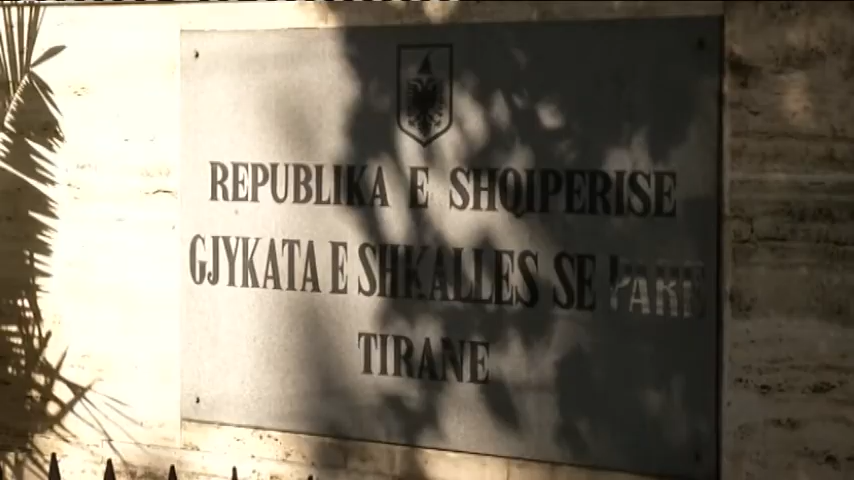 REPUBLIKA E SHQIPERISE
GJYKATA E SHKALLES SE PARE
TIRANE